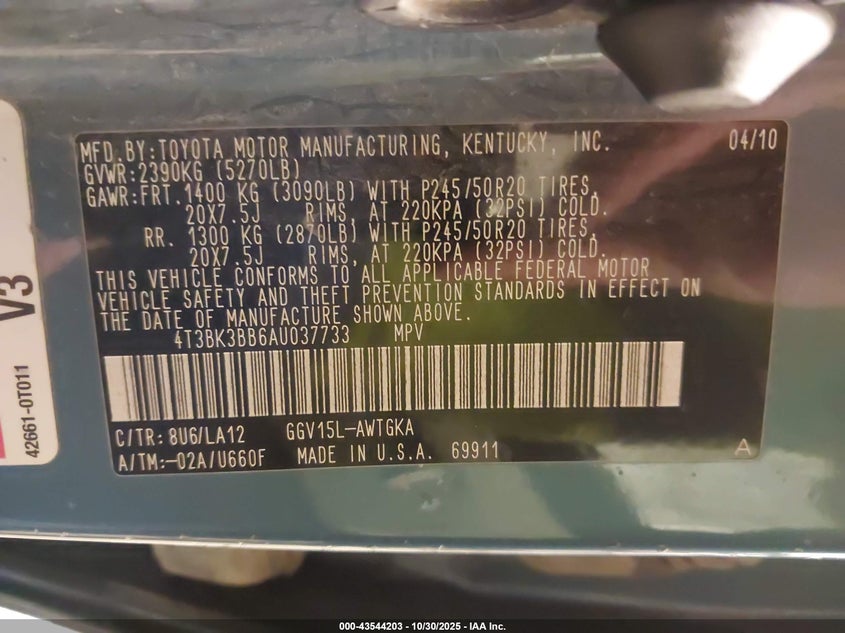 MFD.BY:TOYOTA MOTOR MANUFACTURING, KENTUCKY, INC. 04/10
GVWR:2390KG (5270LB)
GAWR:FRT.1400 KG (3090LB) WITH P245/50R20 TIRES,
20X7.5J RIMS, AT 220KPA (32PSI) COLD.
RR. 1300 KG (2870LB) WITH P245/50R20 TIRES,
20X7.5J RIMS, AT 220KPA (32PSI) COLD.
THIS VEHICLE CONFORMS TO ALL APPLICABLE FEDERAL MOTOR
VEHICLE SAFETY AND THEFT PREVENTION STANDARDS IN EFFECT ON
THE DATE OF MANUFACTURE SHOWN ABOVE.
4T3BK3BB6AU037733 MPV
C/TR: 8U6/LA12 GGV15L-AWTGKA
A/TM:-02A/U660F MADE IN U.S.A. 69911 A
V3
42661-0T011
000-43544203 - 10/30/2025 - IAA Inc.